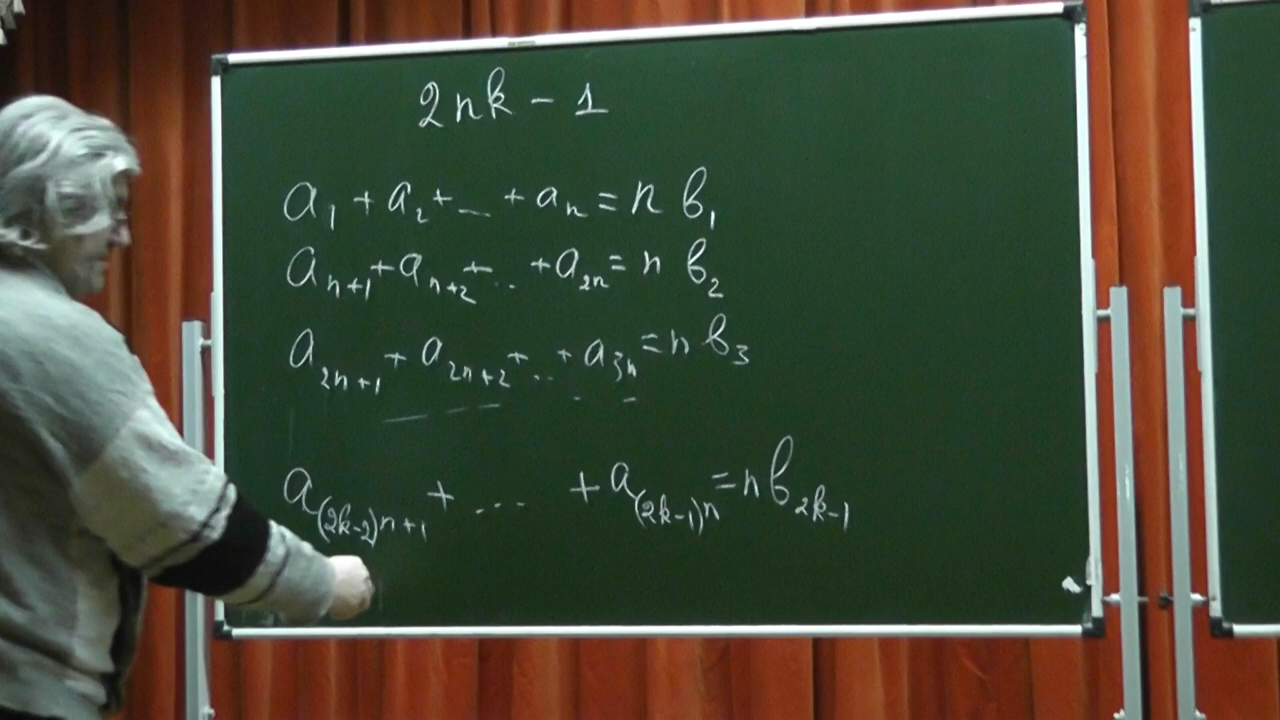 2nk - 1
a₁ + a₂ + ... + aₙ = n b₁
aₙ₊₁ + aₙ₊₂ + .. + a₂ₙ = n b₂
a₂ₙ₊₁ + a₂ₙ₊₂ + .. + a₃ₙ = n b₃
a₍₂ₖ₋₂₎ₙ₊₁ + ... + a₍₂ₖ₋₁₎ₙ = n b₂ₖ₋₁